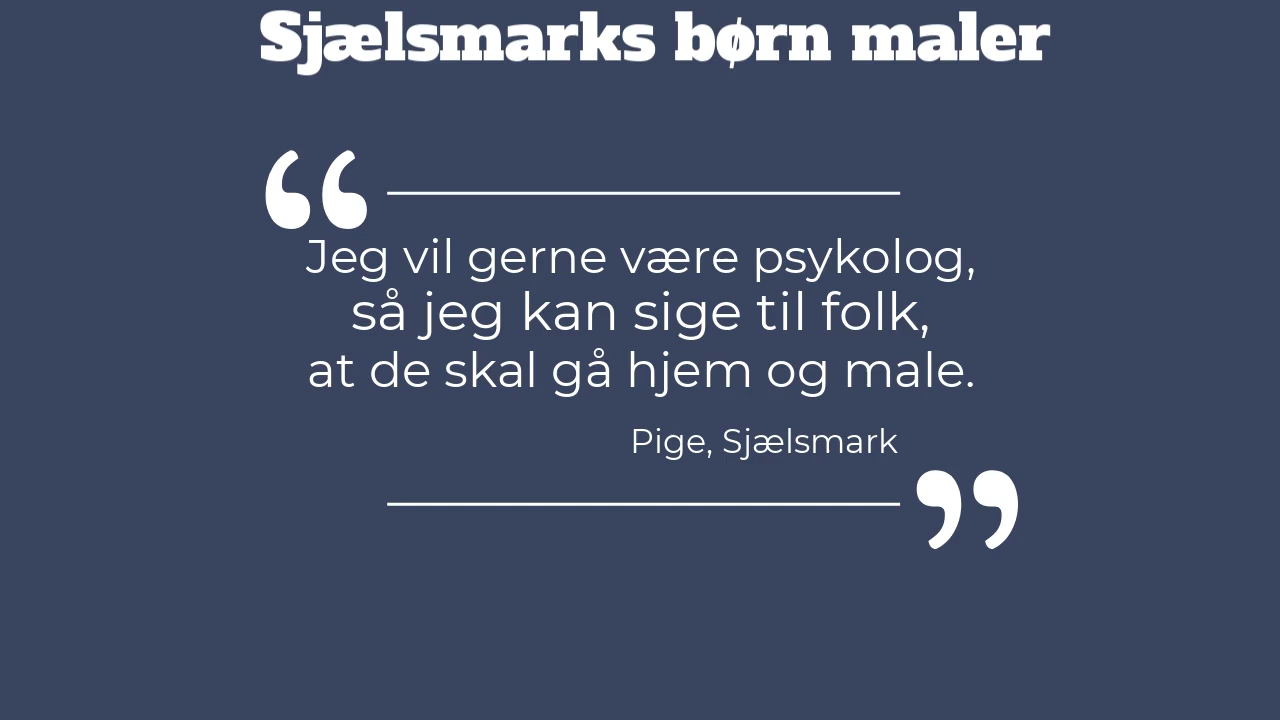 Sjælsmarks børn maler
“
Jeg vil gerne være psykolog,
så jeg kan sige til folk,
at de skal gå hjem og male.
Pige, Sjælsmark
”